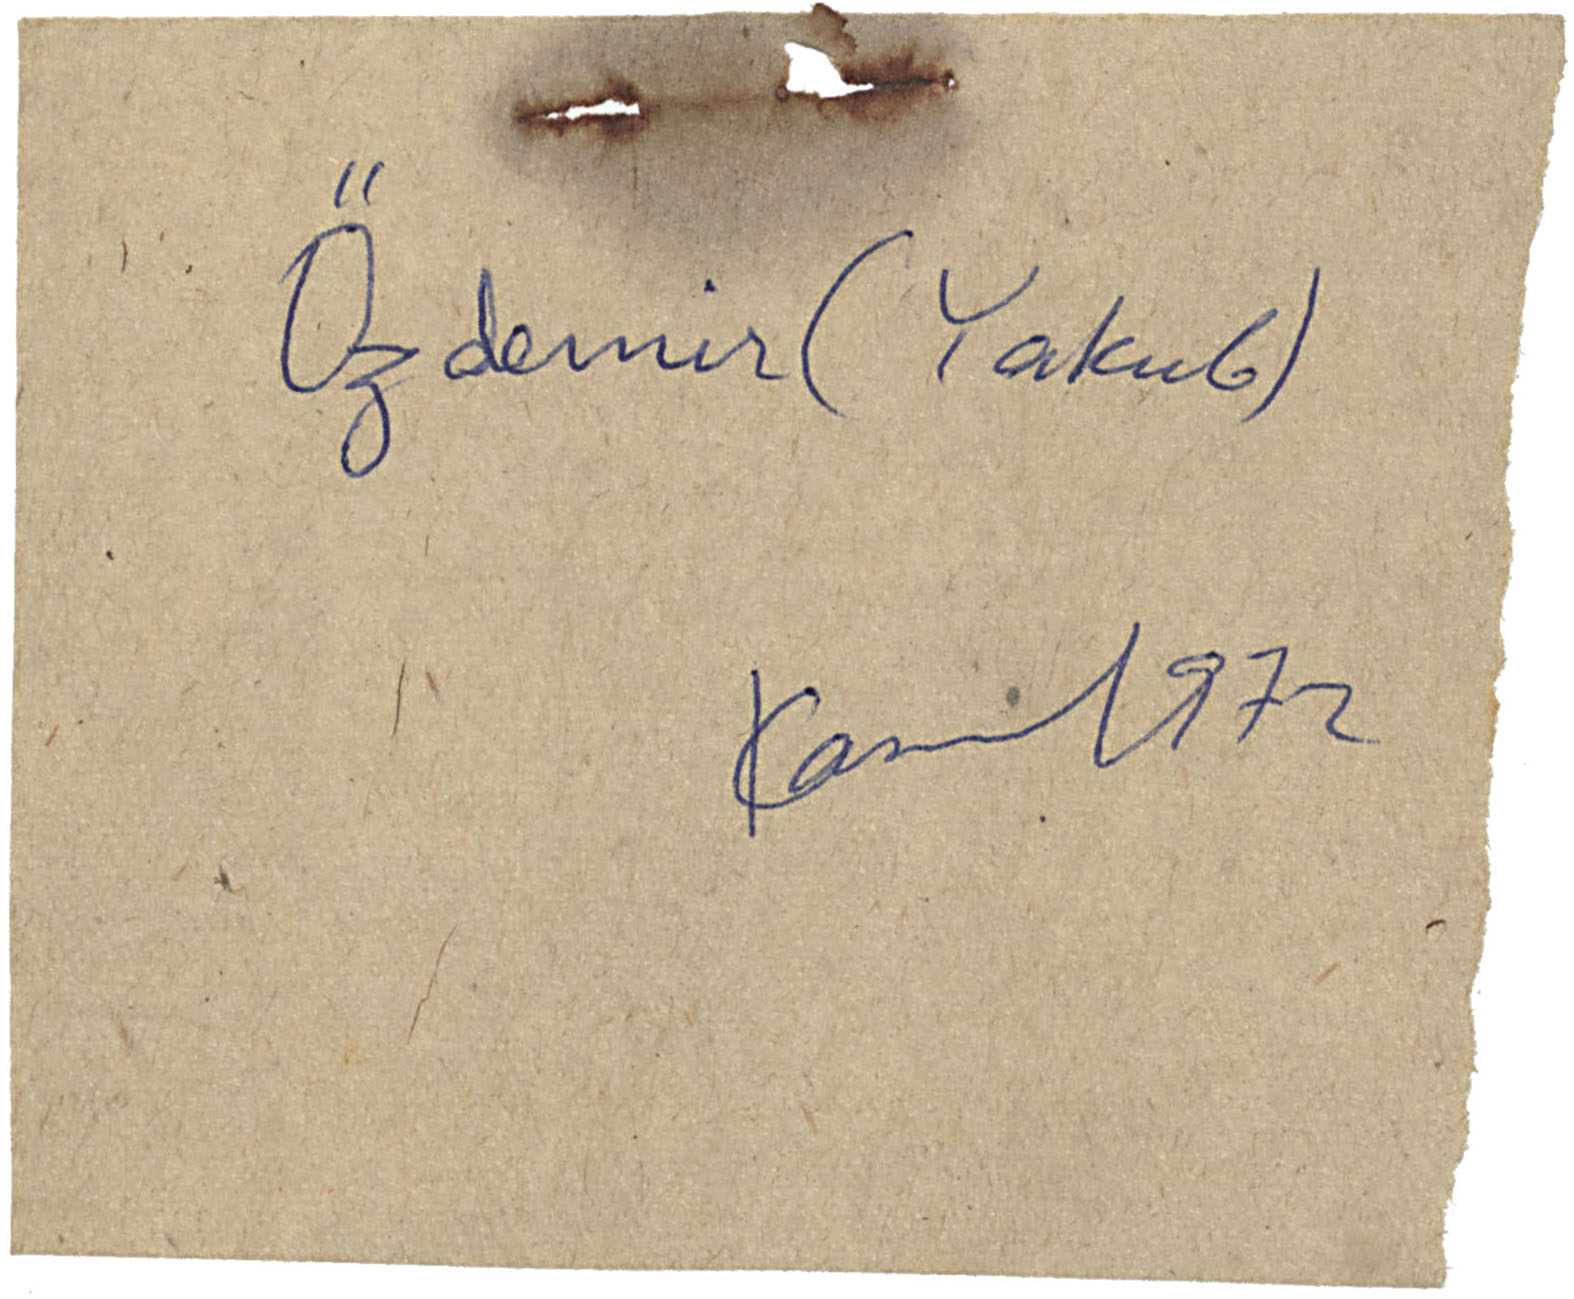 Özdemir (Yakub)
Kasım 1972